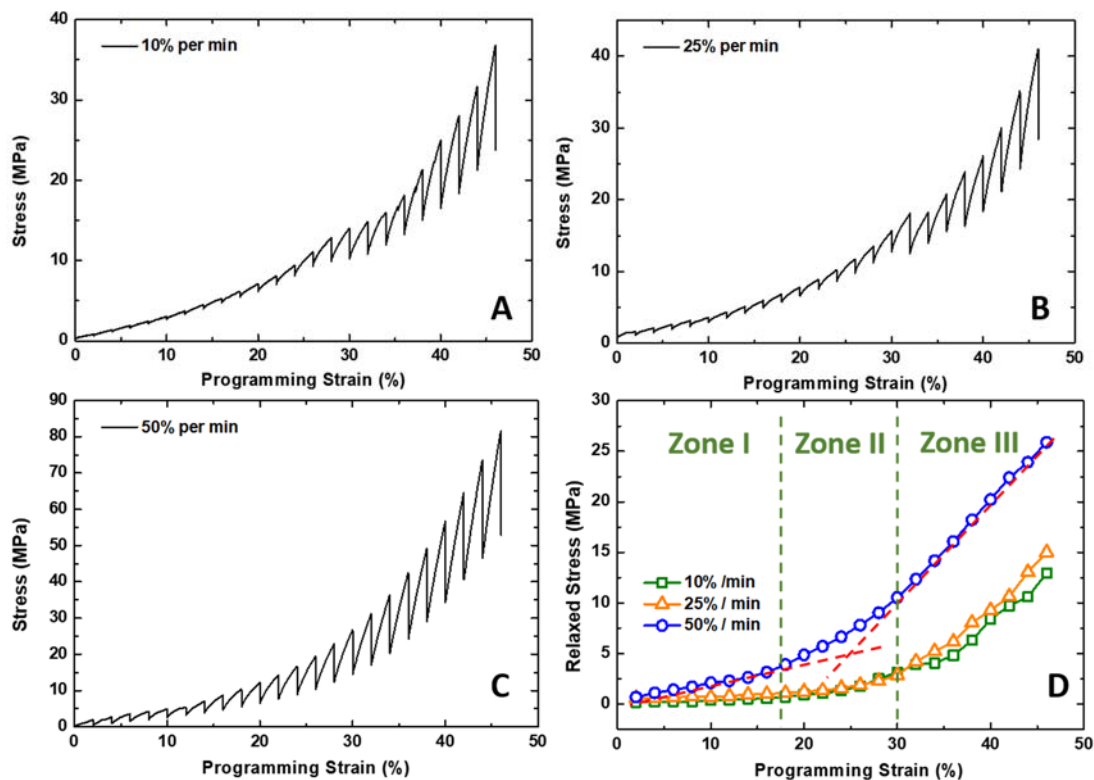 40
30
20
10
0
Stress (MPa)
10% per min
A
0 10 20 30 40 50
Programming Strain (%)
40
30
20
10
0
Stress (MPa)
25% per min
B
0 10 20 30 40 50
Programming Strain (%)
90
80
70
60
50
40
30
20
10
0
Stress (MPa)
50% per min
C
0 10 20 30 40 50
Programming Strain (%)
30
25
20
15
10
5
0
Relaxed Stress (MPa)
Zone I Zone II Zone III
10% /min
25% / min
50% / min
D
0 10 20 30 40 50
Programming Strain (%)